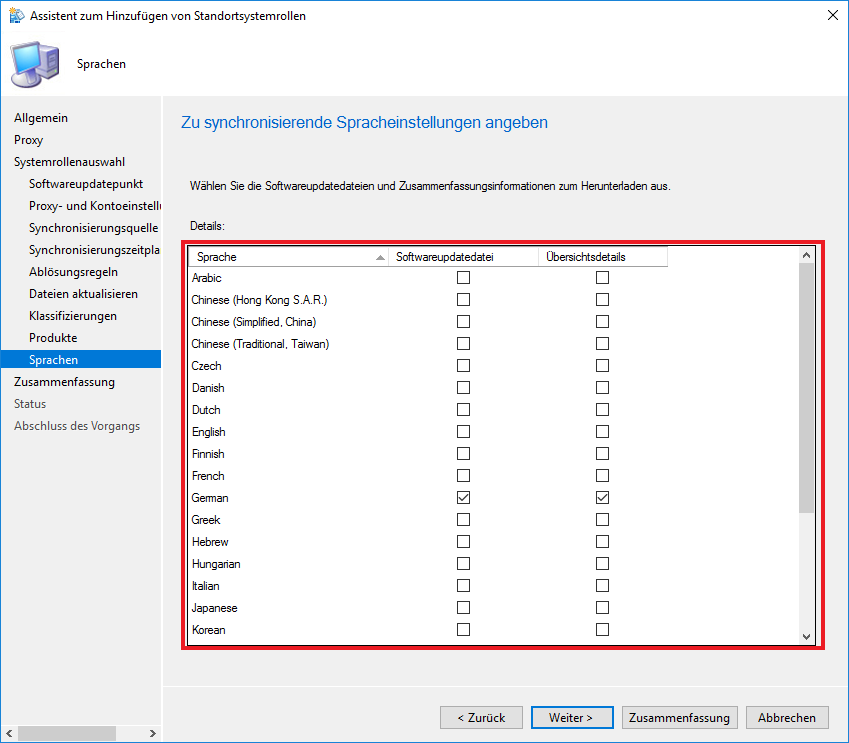 Assistent zum Hinzufügen von Standortsystemrollen
Sprachen
Allgemein
Proxy
Systemrollenauswahl
Softwareupdatepunkt
Proxy- und Kontoeinstellu
Synchronisierungsquelle
Synchronisierungszeitpla
Ablösungsregeln
Dateien aktualisieren
Klassifizierungen
Produkte
Sprachen
Zusammenfassung
Status
Abschluss des Vorgangs
Zu synchronisierende Spracheinstellungen angeben
Wählen Sie die Softwareupdatedateien und Zusammenfassungsinformationen zum Herunterladen aus.
Details:
Sprache Softwareupdatedatei Übersichtsdetails
Arabic
Chinese (Hong Kong S.A.R.)
Chinese (Simplified, China)
Chinese (Traditional, Taiwan)
Czech
Danish
Dutch
English
Finnish
French
German
Greek
Hebrew
Hungarian
Italian
Japanese
Korean
< Zurück Weiter > Zusammenfassung Abbrechen